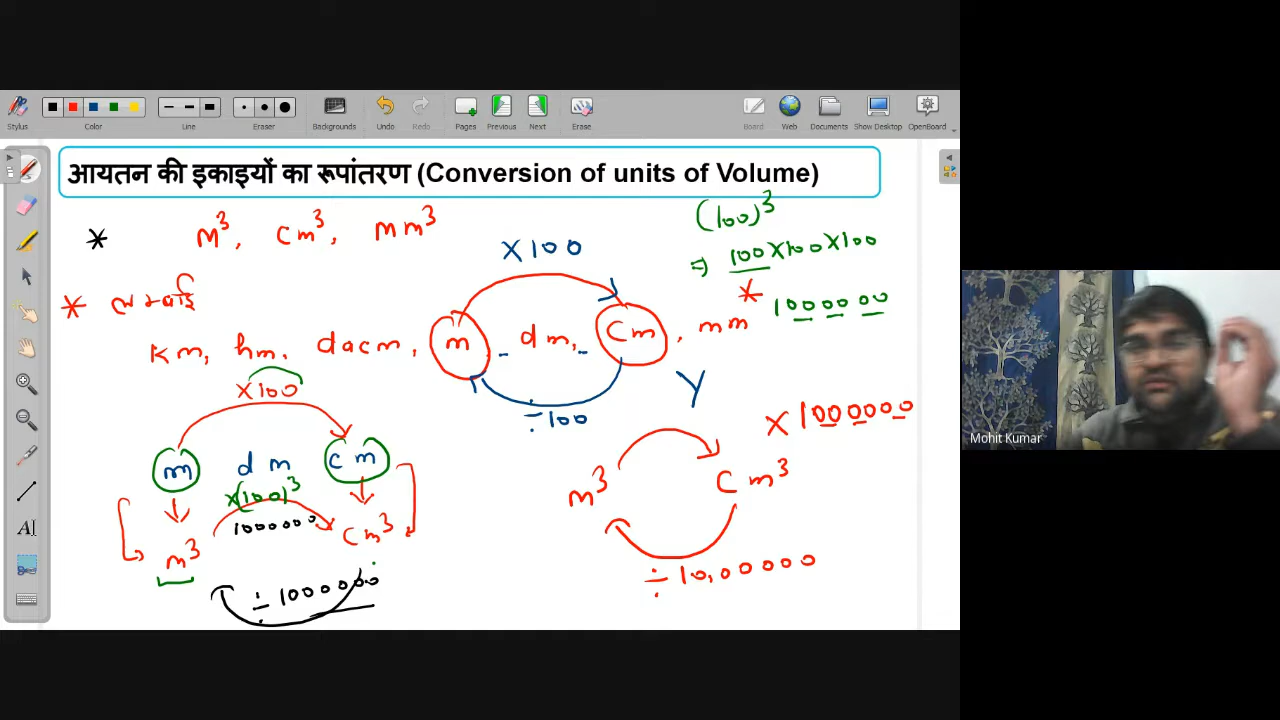 Stylus
Color
Line
Eraser
Backgrounds
Undo
Redo
Pages
Previous
Next
Erase
Board
Web
Documents
Show Desktop
OpenBoard
आयतन की इकाइयों का रूपांतरण (Conversion of units of Volume)
* m³, cm³, mm³
(100)³
⇒ 100×100×100
* 1000000
×100
* लम्बाई
km, hm, dacm, m, dm, cm, mm
÷100
×100
m dm cm
×(100)³
1000000
m³ cm³
÷1000000
Y
×1000000
m³ cm³
÷10,00000
Mohit Kumar